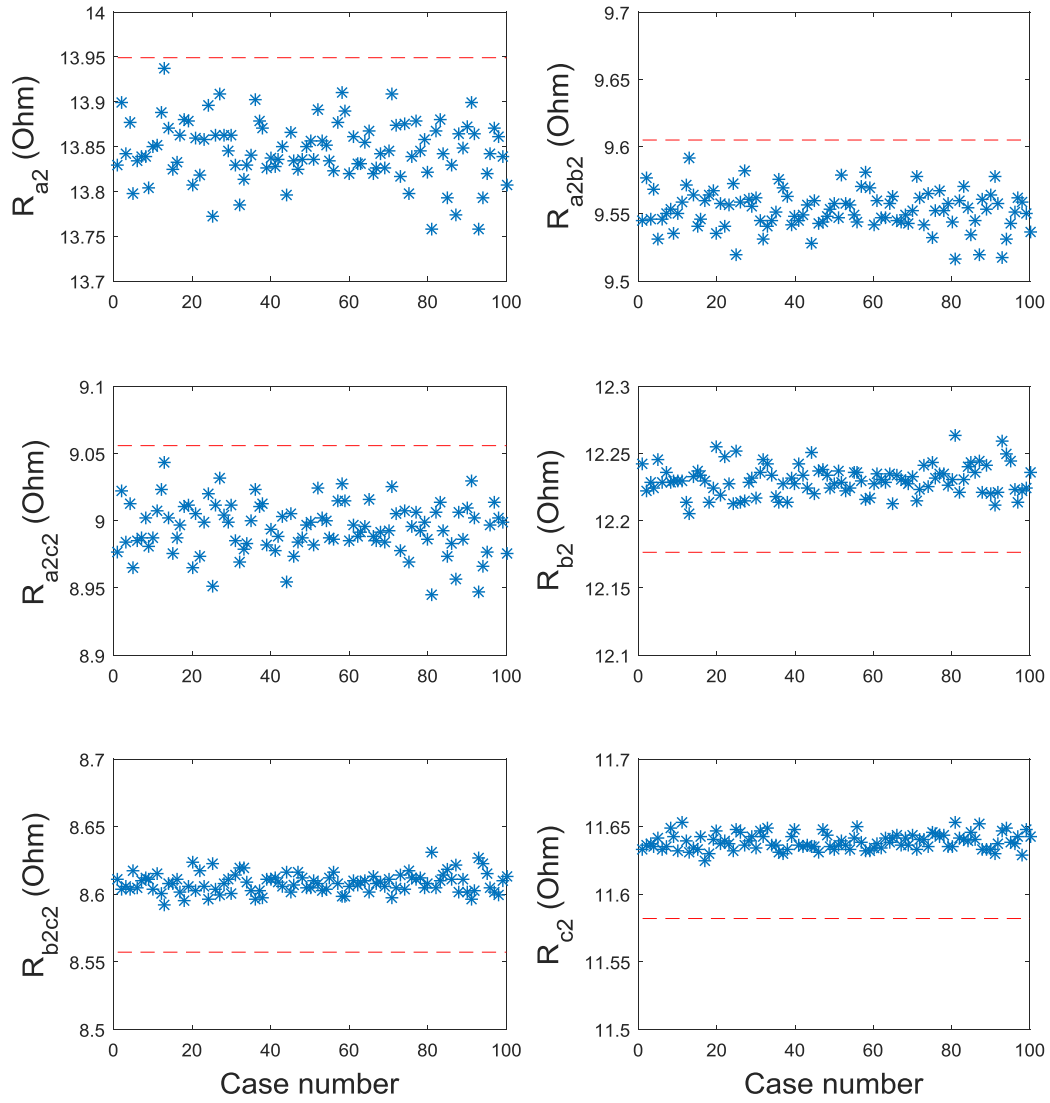 14
13.95
13.9
13.85
13.8
13.75
13.7
R_a2 (Ohm)
0 20 40 60 80 100
9.7
9.65
9.6
9.55
9.5
R_a2b2 (Ohm)
0 20 40 60 80 100
9.1
9.05
9
8.95
8.9
R_a2c2 (Ohm)
0 20 40 60 80 100
12.3
12.25
12.2
12.15
12.1
R_b2 (Ohm)
0 20 40 60 80 100
8.7
8.65
8.6
8.55
8.5
R_b2c2 (Ohm)
0 20 40 60 80 100
Case number
11.7
11.65
11.6
11.55
11.5
R_c2 (Ohm)
0 20 40 60 80 100
Case number